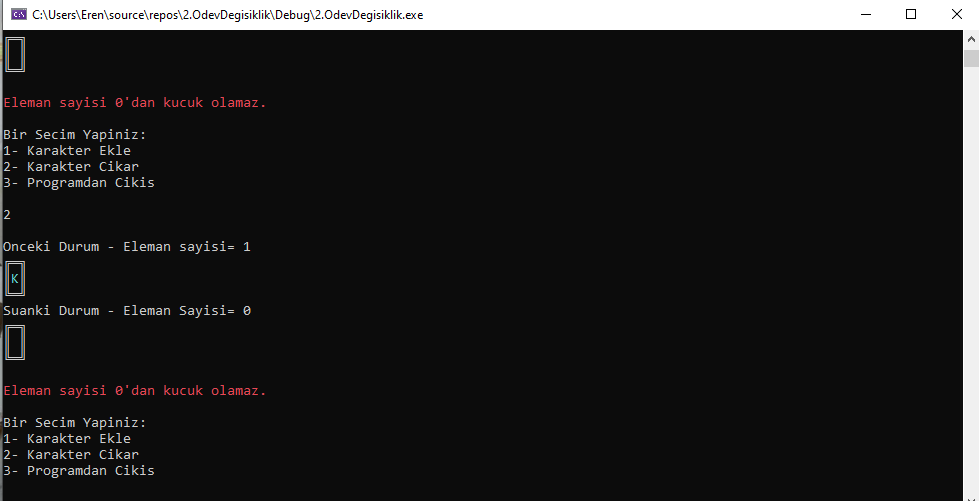 C:\Users\Eren\source\repos\2.OdevDegisiklik\Debug\2.OdevDegisiklik.exe
Eleman sayisi 0'dan kucuk olamaz.
Bir Secim Yapiniz:
1- Karakter Ekle
2- Karakter Cikar
3- Programdan Cikis
2
Onceki Durum - Eleman sayisi= 1
K
Suanki Durum - Eleman Sayisi= 0
Eleman sayisi 0'dan kucuk olamaz.
Bir Secim Yapiniz:
1- Karakter Ekle
2- Karakter Cikar
3- Programdan Cikis